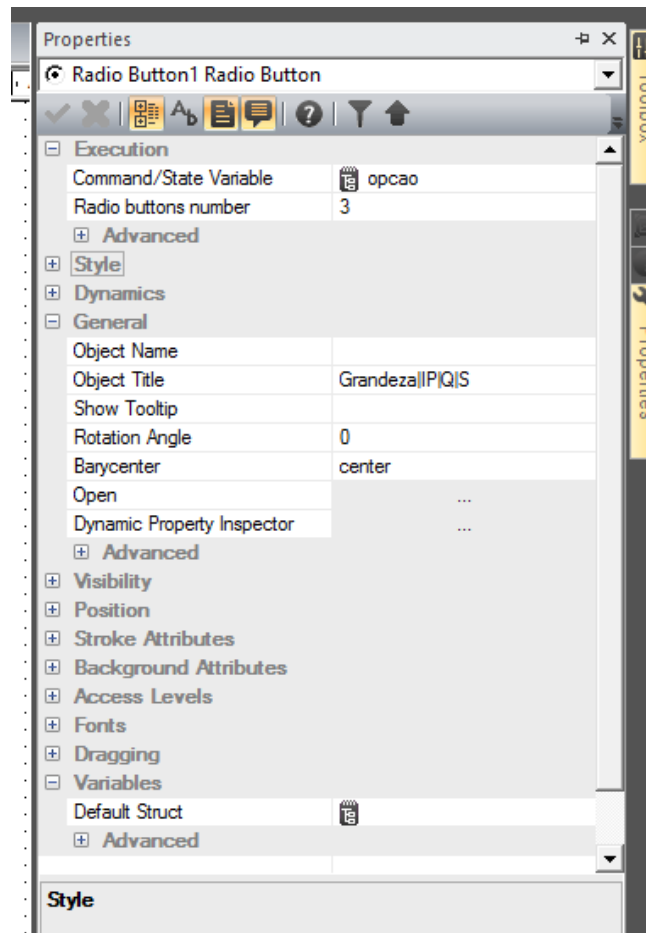 Properties
Radio Button1 Radio Button
Execution
Command/State Variable opcao
Radio buttons number 3
Advanced
Style
Dynamics
General
Object Name
Object Title Grandeza||P|Q|S
Show Tooltip
Rotation Angle 0
Barycenter center
Open ...
Dynamic Property Inspector ...
Advanced
Visibility
Position
Stroke Attributes
Background Attributes
Access Levels
Fonts
Dragging
Variables
Default Struct
Advanced
Style
Toolbox
Properties